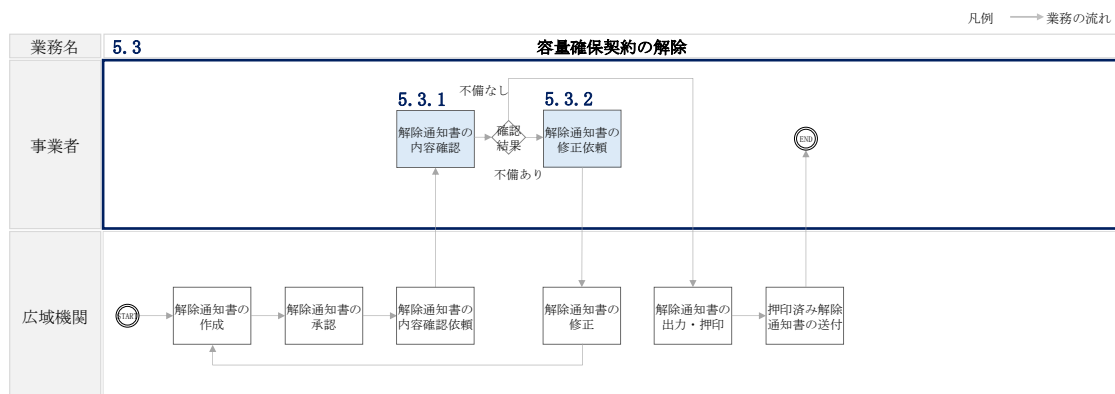 凡例 業務の流れ
業務名 5.3 容量確保契約の解除
事業者
5.3.1
解除通知書の
内容確認
不備なし
確認
結果
不備あり
5.3.2
解除通知書の
修正依頼
END
広域機関
START
解除通知書の
作成
解除通知書の
承認
解除通知書の
内容確認依頼
解除通知書の
修正
解除通知書の
出力・押印
押印済み解除
通知書の送付